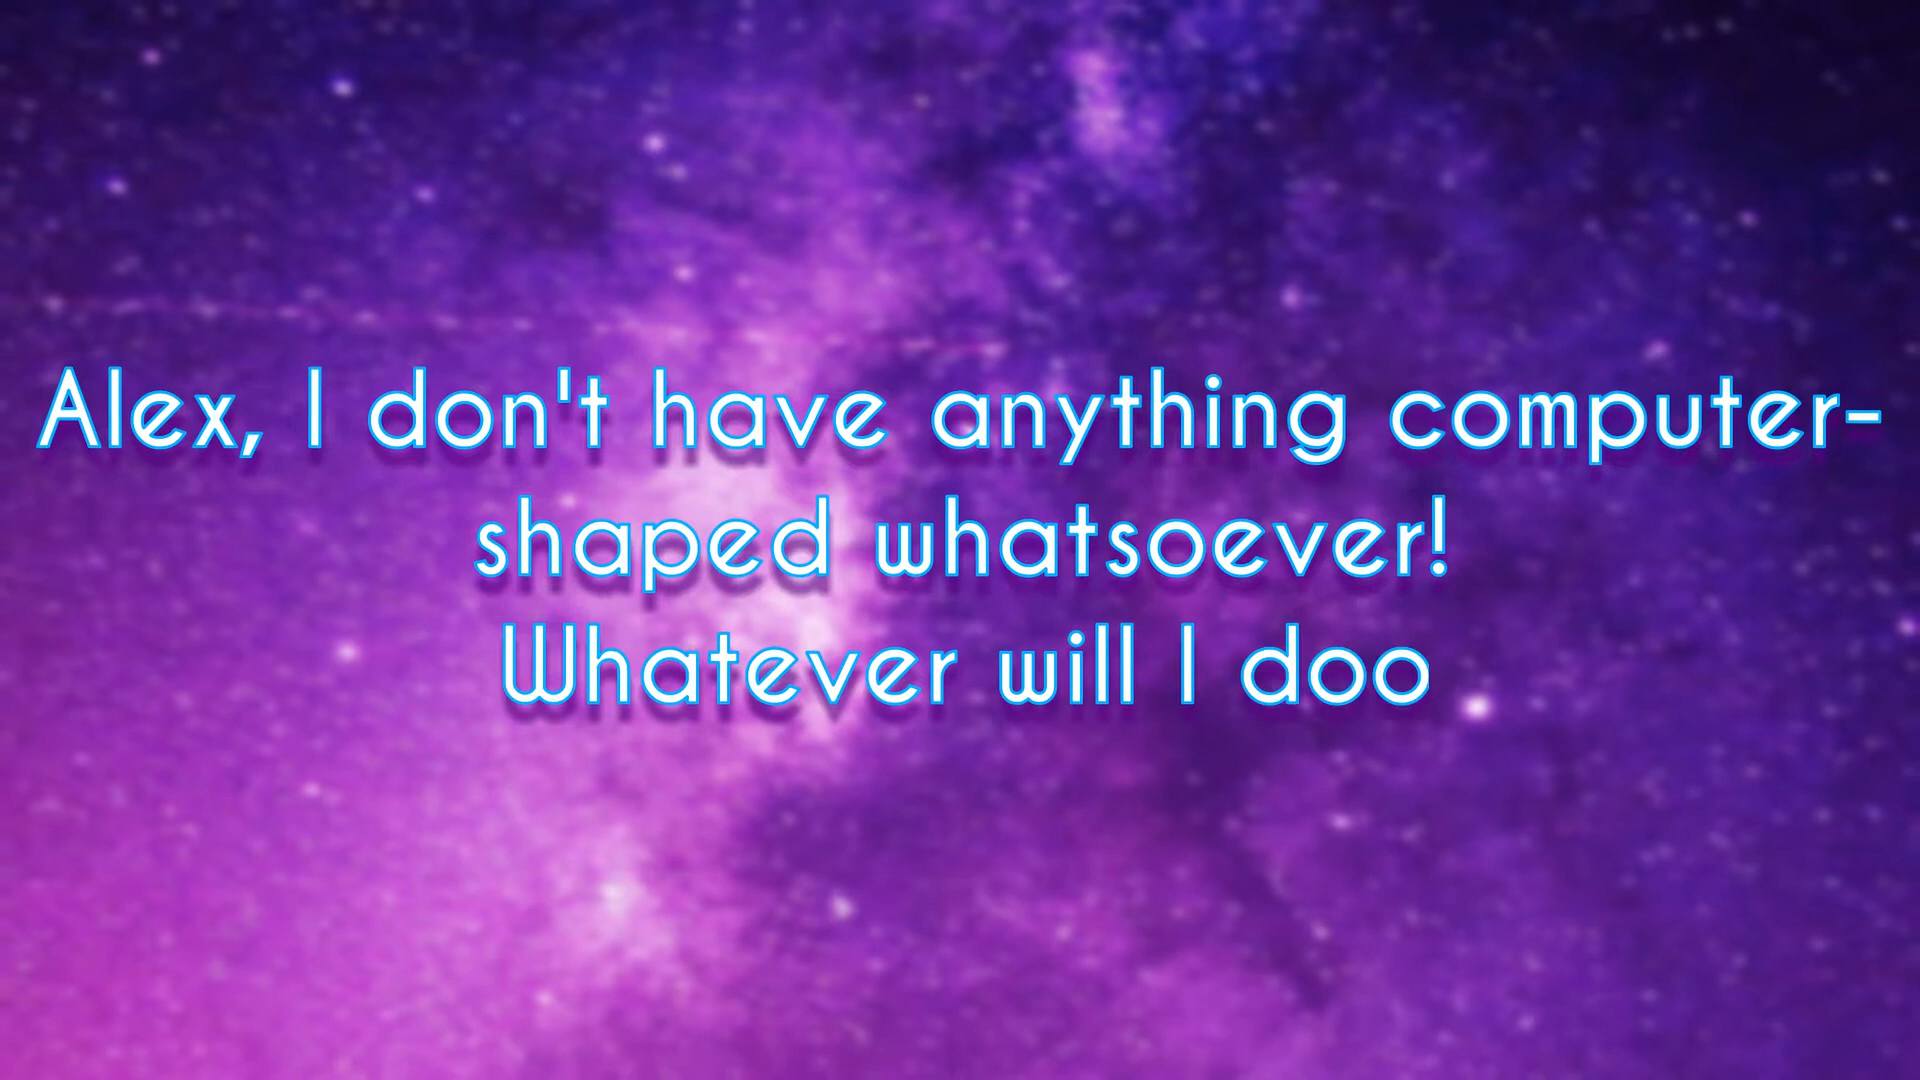 Alex, I don't have anything computer-
shaped whatsoever!
Whatever will I doo